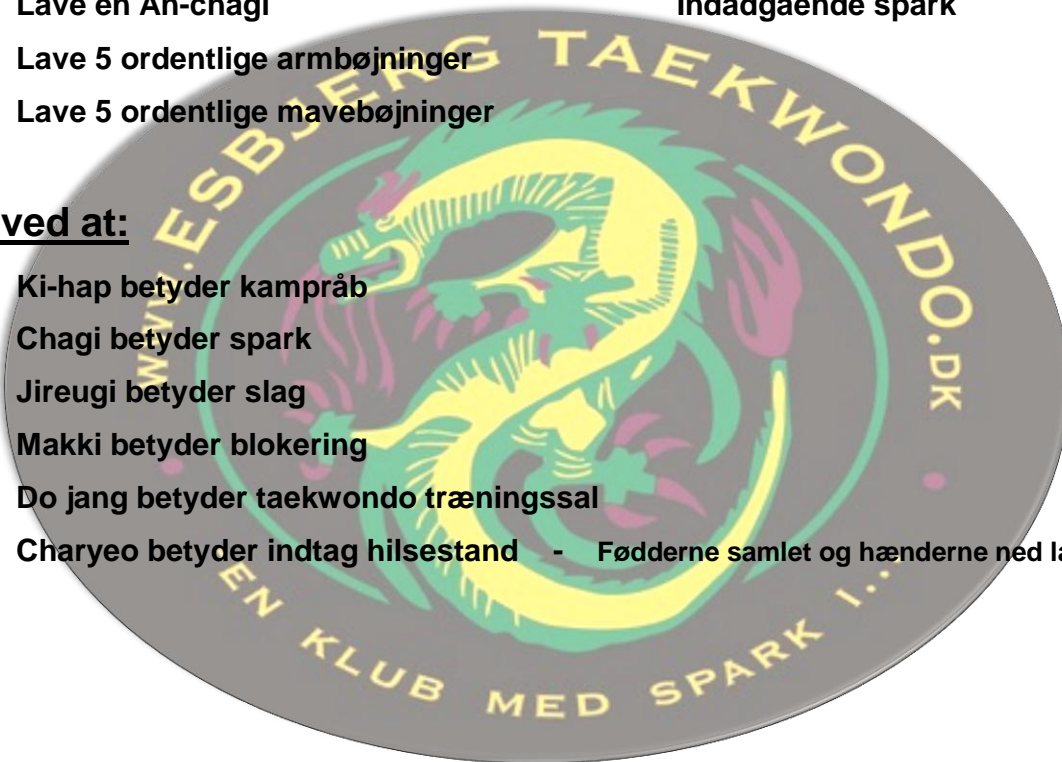 Lave en An-chagi Indadgående spark
Lave 5 ordentlige armbøjninger
Lave 5 ordentlige mavebøjninger
ved at:
Ki-hap betyder kampråb
Chagi betyder spark
Jireugi betyder slag
Makki betyder blokering
Do jang betyder taekwondo træningssal
Charyeo betyder indtag hilsestand - Fødderne samlet og hænderne ned
WWW.ESBJERG TAEKWONDO.DK
EN KLUB MED SPARK I...